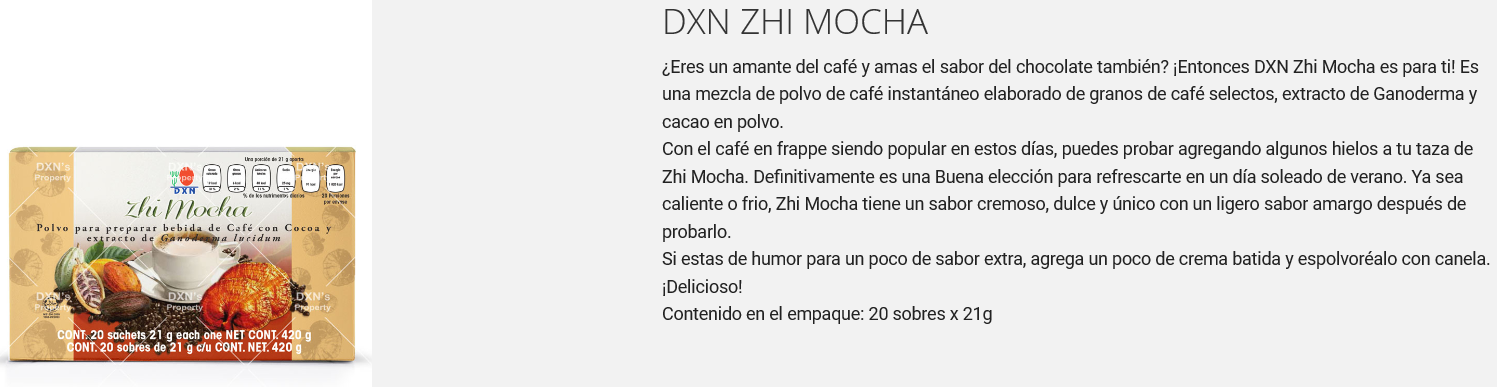 DXN ZHI MOCHA
¿Eres un amante del café y amas el sabor del chocolate también? ¡Entonces DXN Zhi Mocha es para ti! Es
una mezcla de polvo de café instantáneo elaborado de granos de café selectos, extracto de Ganoderma y
cacao en polvo.
Con el café en frappe siendo popular en estos días, puedes probar agregando algunos hielos a tu taza de
Zhi Mocha. Definitivamente es una Buena elección para refrescarte en un día soleado de verano. Ya sea
caliente o frio, Zhi Mocha tiene un sabor cremoso, dulce y único con un ligero sabor amargo después de
probarlo.
Si estas de humor para un poco de sabor extra, agrega un poco de crema batida y espolvoréalo con canela.
¡Delicioso!
Contenido en el empaque: 20 sobres x 21g
Una porción de 21 g aporta
DXN's
Property
DXN
% de los nutrimentos diarios
20 Porciones
por envase
Zhi Mocha
Polvo para preparar bebida de Café con Cocoa y
extracto de Ganoderma lucidum
DXN's DXN's DXN's
Property Property Property
CONT. 20 sachets 21 g each one NET CONT. 420 g
CONT. 20 sobres de 21 g c/u CONT. NET. 420 g